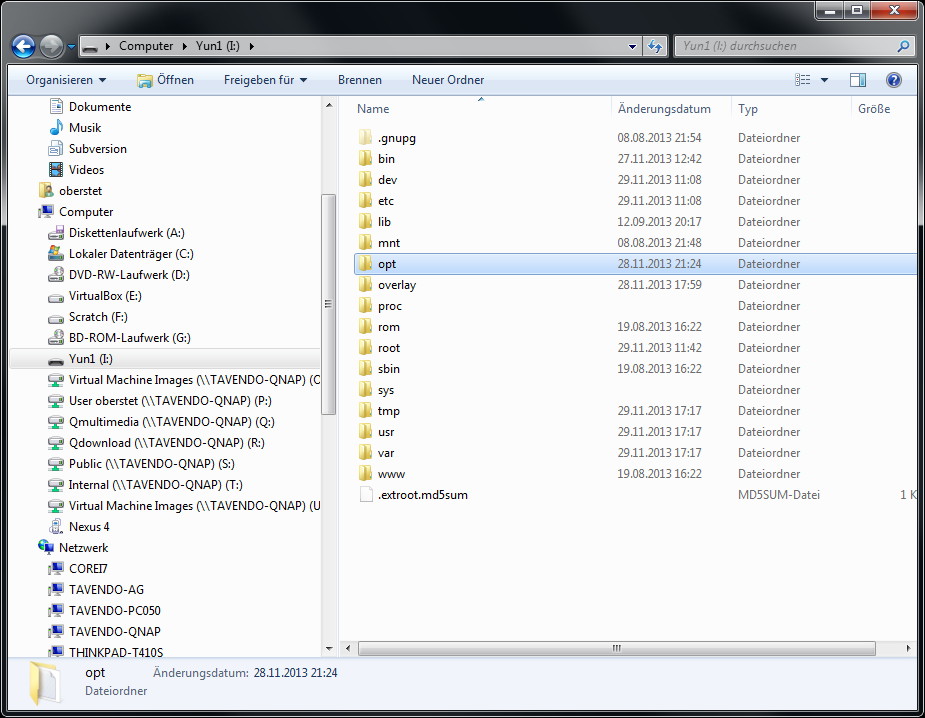 Computer Yun1 (I:)
Yun1 (I:) durchsuchen
Organisieren Öffnen Freigeben für Brennen Neuer Ordner
Dokumente
Musik
Subversion
Videos
oberstet
Computer
Diskettenlaufwerk (A:)
Lokaler Datenträger (C:)
DVD-RW-Laufwerk (D:)
VirtualBox (E:)
Scratch (F:)
BD-ROM-Laufwerk (G:)
Yun1 (I:)
Virtual Machine Images (\\TAVENDO-QNAP) (O
User oberstet (\\TAVENDO-QNAP) (P:)
Qmultimedia (\\TAVENDO-QNAP) (Q:)
Qdownload (\\TAVENDO-QNAP) (R:)
Public (\\TAVENDO-QNAP) (S:)
Internal (\\TAVENDO-QNAP) (T:)
Virtual Machine Images (\\TAVENDO-QNAP) (U
Nexus 4
Netzwerk
COREI7
TAVENDO-AG
TAVENDO-PC050
TAVENDO-QNAP
THINKPAD-T410S
Name Änderungsdatum Typ Größe
.gnupg 08.08.2013 21:54 Dateiordner
bin 27.11.2013 12:42 Dateiordner
dev 29.11.2013 11:08 Dateiordner
etc 29.11.2013 11:08 Dateiordner
lib 12.09.2013 20:17 Dateiordner
mnt 08.08.2013 21:48 Dateiordner
opt 28.11.2013 21:24 Dateiordner
overlay 28.11.2013 17:59 Dateiordner
proc Dateiordner
rom 19.08.2013 16:22 Dateiordner
root 29.11.2013 11:42 Dateiordner
sbin 19.08.2013 16:22 Dateiordner
sys Dateiordner
tmp 29.11.2013 17:17 Dateiordner
usr 29.11.2013 17:17 Dateiordner
var 29.11.2013 17:17 Dateiordner
www 19.08.2013 16:22 Dateiordner
.extroot.md5sum MD5SUM-Datei 1 K
opt Änderungsdatum: 28.11.2013 21:24
Dateiordner